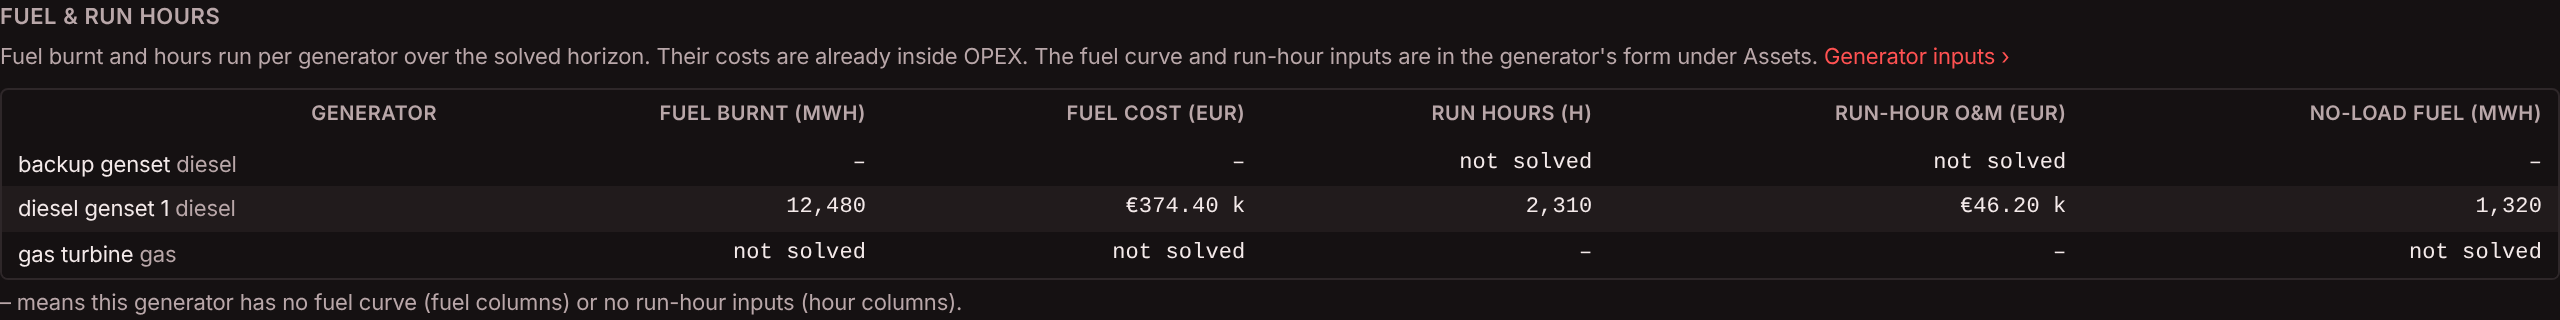 FUEL & RUN HOURS
Fuel burnt and hours run per generator over the solved horizon. Their costs are already inside OPEX. The fuel curve and run-hour inputs are in the generator's form under Assets. Generator inputs ›
GENERATOR FUEL BURNT (MWH) FUEL COST (EUR) RUN HOURS (H) RUN-HOUR O&M (EUR) NO-LOAD FUEL (MWH)
backup genset diesel – – not solved not solved –
diesel genset 1 diesel 12,480 €374.40 k 2,310 €46.20 k 1,320
gas turbine gas not solved not solved – – not solved
– means this generator has no fuel curve (fuel columns) or no run-hour inputs (hour columns).